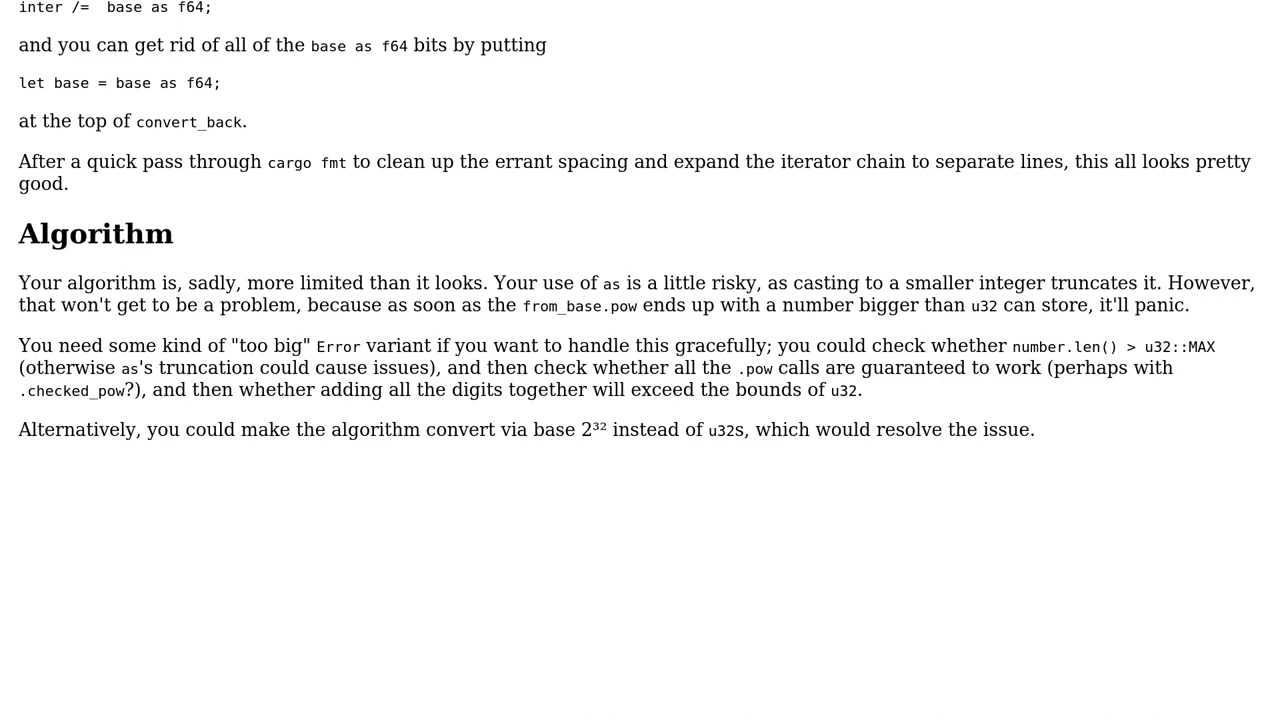 inter /=  base as f64;
and you can get rid of all of the base as f64 bits by putting
let base = base as f64;
at the top of convert_back.
After a quick pass through cargo fmt to clean up the errant spacing and expand the iterator chain to separate lines, this all looks pretty
good.
Algorithm
Your algorithm is, sadly, more limited than it looks. Your use of as is a little risky, as casting to a smaller integer truncates it. However,
that won't get to be a problem, because as soon as the from_base.pow ends up with a number bigger than u32 can store, it'll panic.
You need some kind of "too big" Error variant if you want to handle this gracefully; you could check whether number.len() > u32::MAX
(otherwise as's truncation could cause issues), and then check whether all the .pow calls are guaranteed to work (perhaps with
.checked_pow?), and then whether adding all the digits together will exceed the bounds of u32.
Alternatively, you could make the algorithm convert via base 2³² instead of u32s, which would resolve the issue.